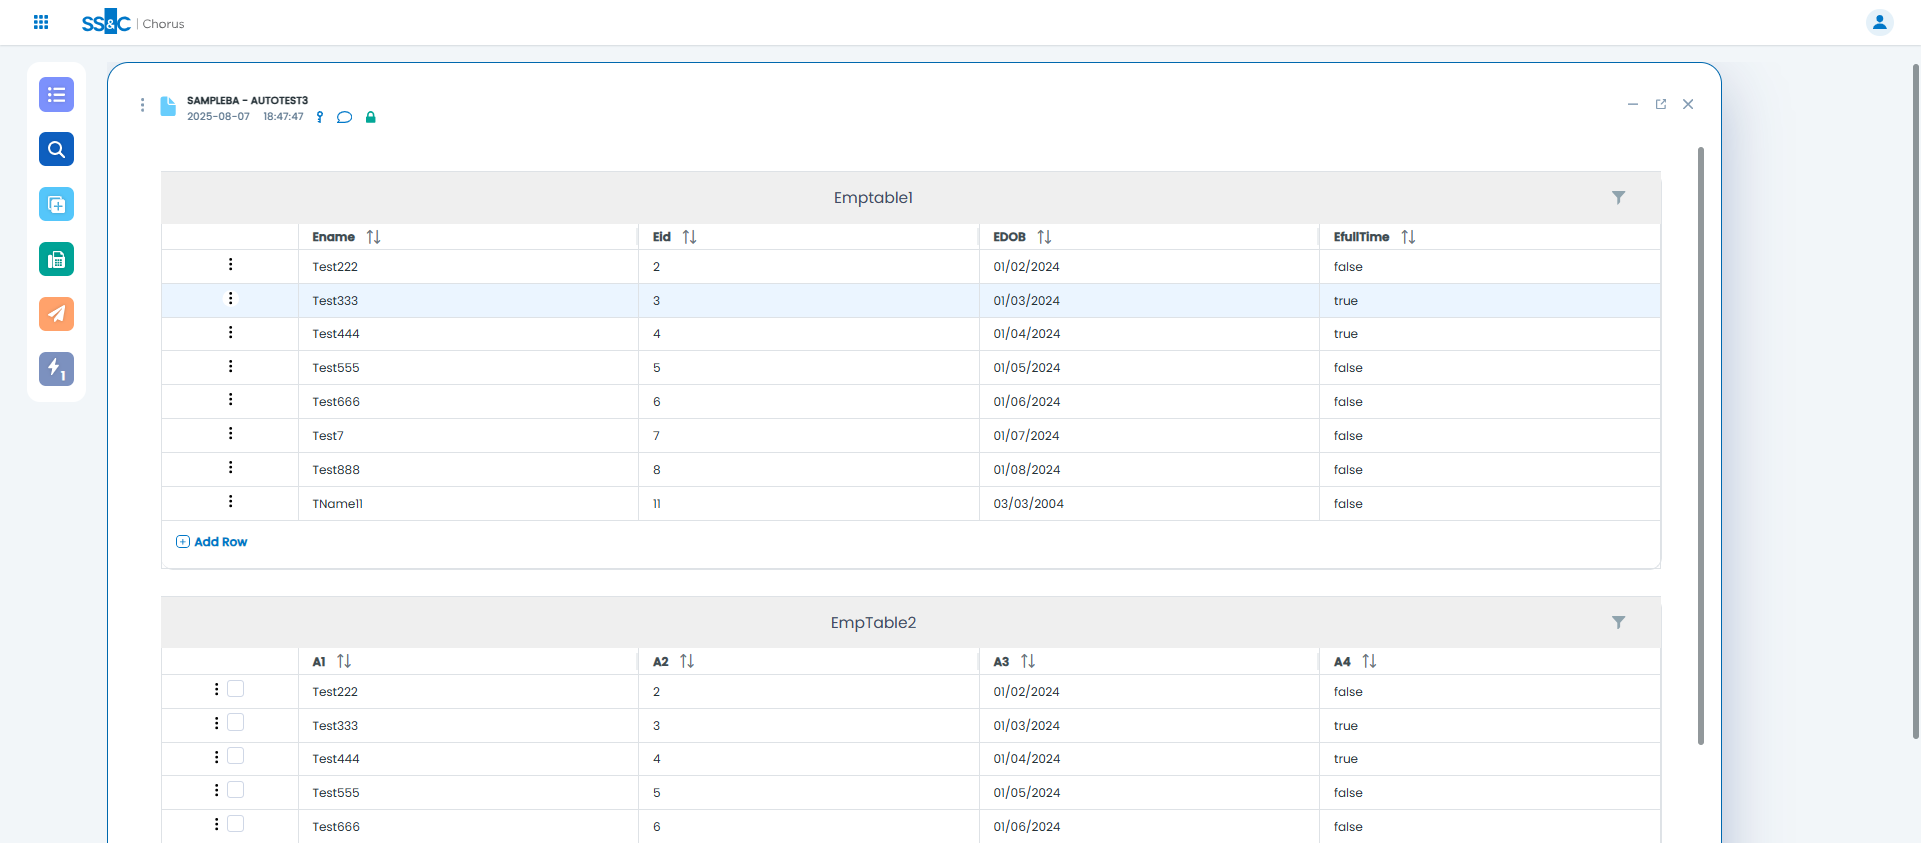 SS&C | Chorus
SAMPLEBA - AUTOTEST3
2025-08-07 18:47:47
Emptable1
Ename Eid EDOB EfullTime
Test222 2 01/02/2024 false
Test333 3 01/03/2024 true
Test444 4 01/04/2024 true
Test555 5 01/05/2024 false
Test666 6 01/06/2024 false
1
Test7 7 01/07/2024 false
Test888 8 01/08/2024 false
TName11 11 03/03/2004 false
Add Row
EmpTable2
A1 A2 A3 A4
Test222 2 01/02/2024 false
Test333 3 01/03/2024 true
Test444 4 01/04/2024 true
Test555 5 01/05/2024 false
Test666 6 01/06/2024 false